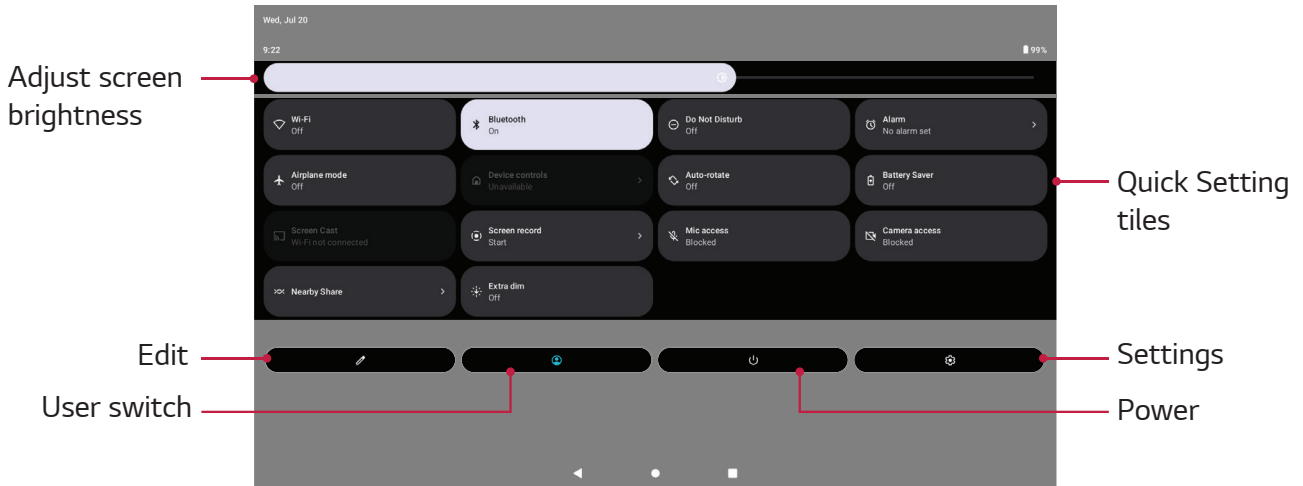 Wed, Jul 20
9:22
99%
Adjust screen
brightness
Wi-Fi
Off
Bluetooth
On
Do Not Disturb
Off
Alarm
No alarm set
Airplane mode
Off
Device controls
Unavailable
Auto-rotate
Off
Battery Saver
Off
Quick Setting
tiles
Screen Cast
Wi-Fi not connected
Screen record
Start
Mic access
Blocked
Camera access
Blocked
Nearby Share
Extra dim
Off
Edit
Settings
User switch
Power